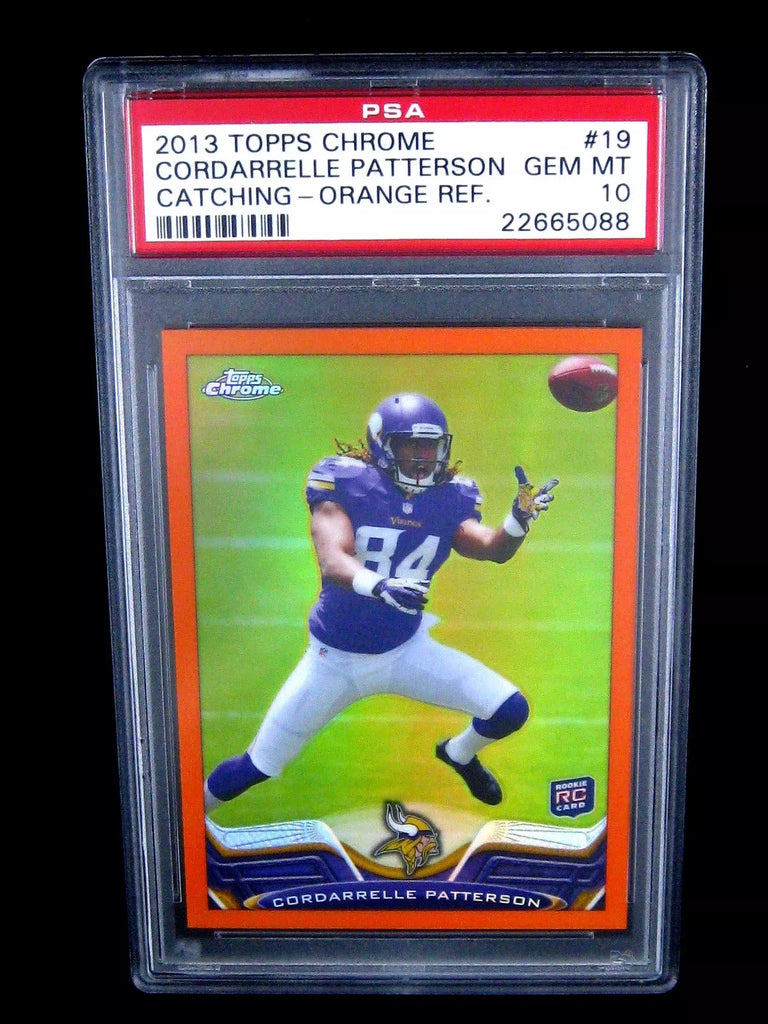 PSA
2013 TOPPS CHROME #19
CORDARRELLE PATTERSON GEM MT
CATCHING – ORANGE REF. 10
22665088
Topps
Chrome
VIKINGS
84
ROOKIE
RC
CARD
CORDARRELLE PATTERSON